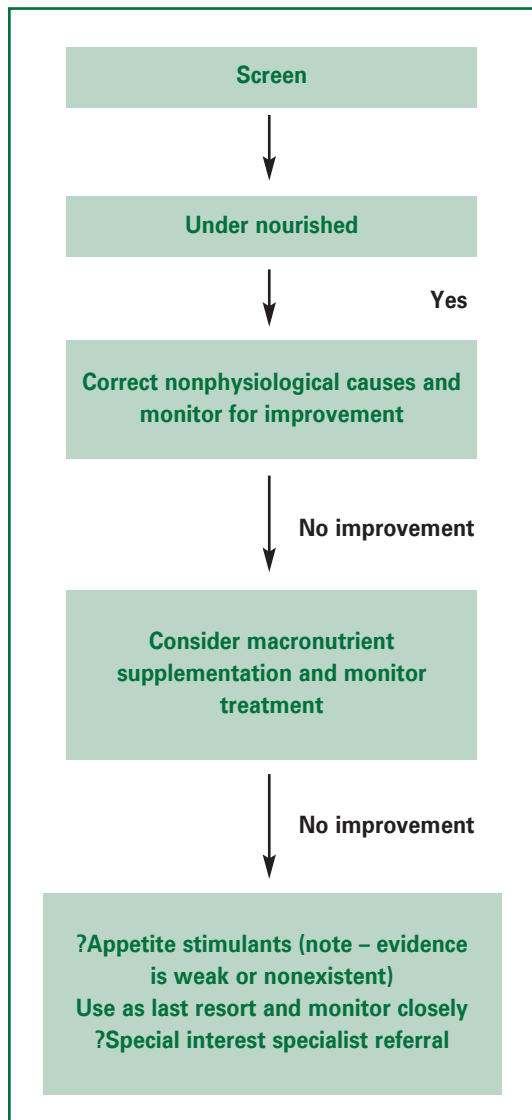 Screen
Under nourished
Yes
Correct nonphysiological causes and
monitor for improvement
No improvement
Consider macronutrient
supplementation and monitor
treatment
No improvement
?Appetite stimulants (note – evidence
is weak or nonexistent)
Use as last resort and monitor closely
?Special interest specialist referral